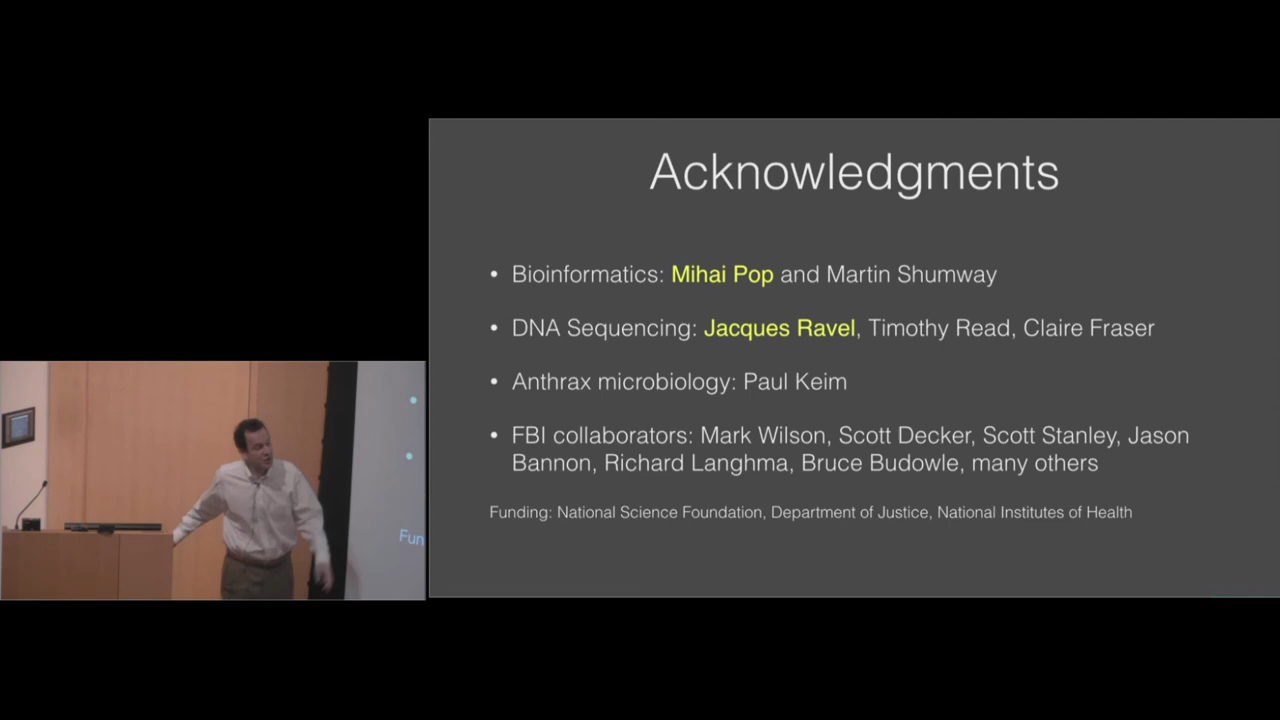 Acknowledgments
• Bioinformatics: Mihai Pop and Martin Shumway
• DNA Sequencing: Jacques Ravel, Timothy Read, Claire Fraser
• Anthrax microbiology: Paul Keim
• FBI collaborators: Mark Wilson, Scott Decker, Scott Stanley, Jason
Bannon, Richard Langhma, Bruce Budowle, many others
Funding: National Science Foundation, Department of Justice, National Institutes of Health
Fun